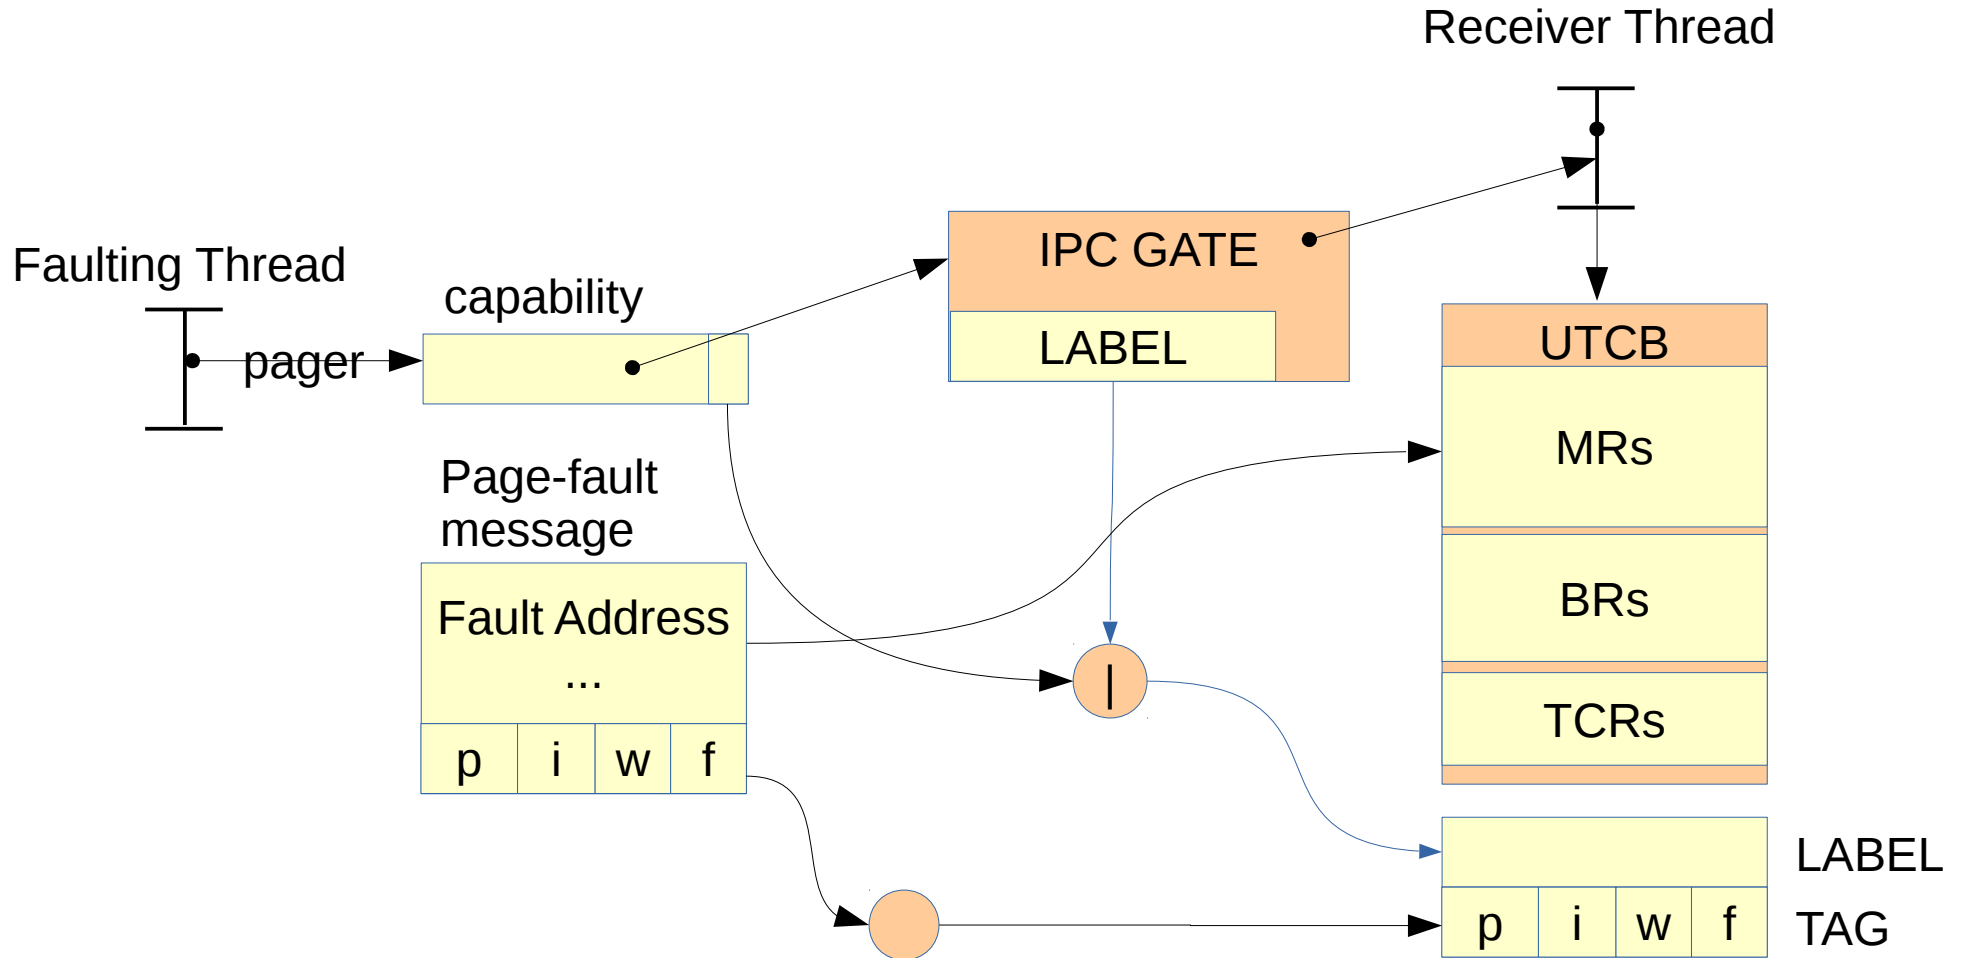 Receiver Thread
Faulting Thread
pager
capability
IPC GATE
LABEL
Page-fault
message
Fault Address
...
p i w f
|
UTCB
MRs
BRs
TCRs
LABEL
p i w f
TAG